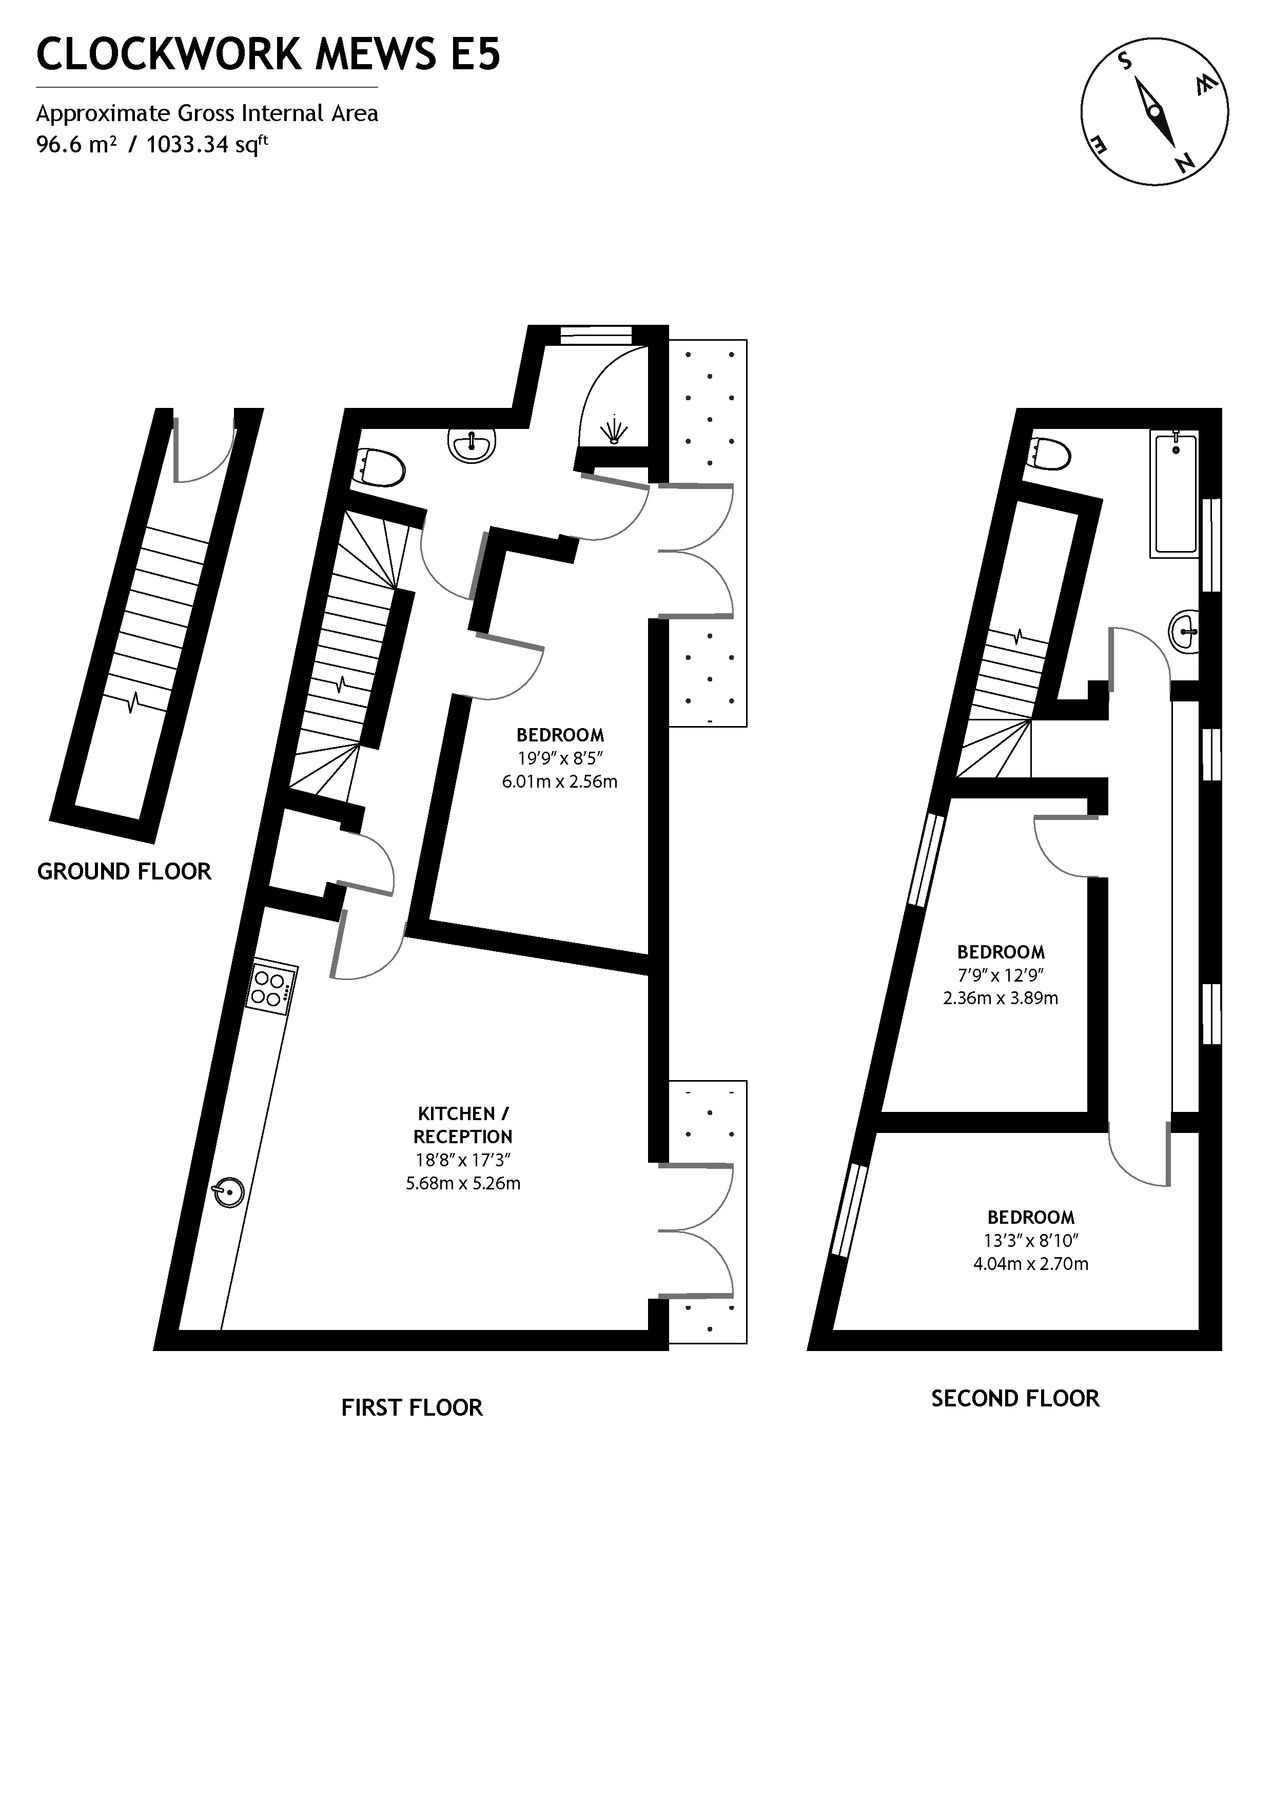 CLOCKWORK MEWS E5
Approximate Gross Internal Area
96.6 m² / 1033.34 sqft
S
W
E
N
GROUND FLOOR
BEDROOM
19'9" x 8'5"
6.01m x 2.56m
KITCHEN /
RECEPTION
18'8" x 17'3"
5.68m x 5.26m
FIRST FLOOR
BEDROOM
7'9" x 12'9"
2.36m x 3.89m
BEDROOM
13'3" x 8'10"
4.04m x 2.70m
SECOND FLOOR